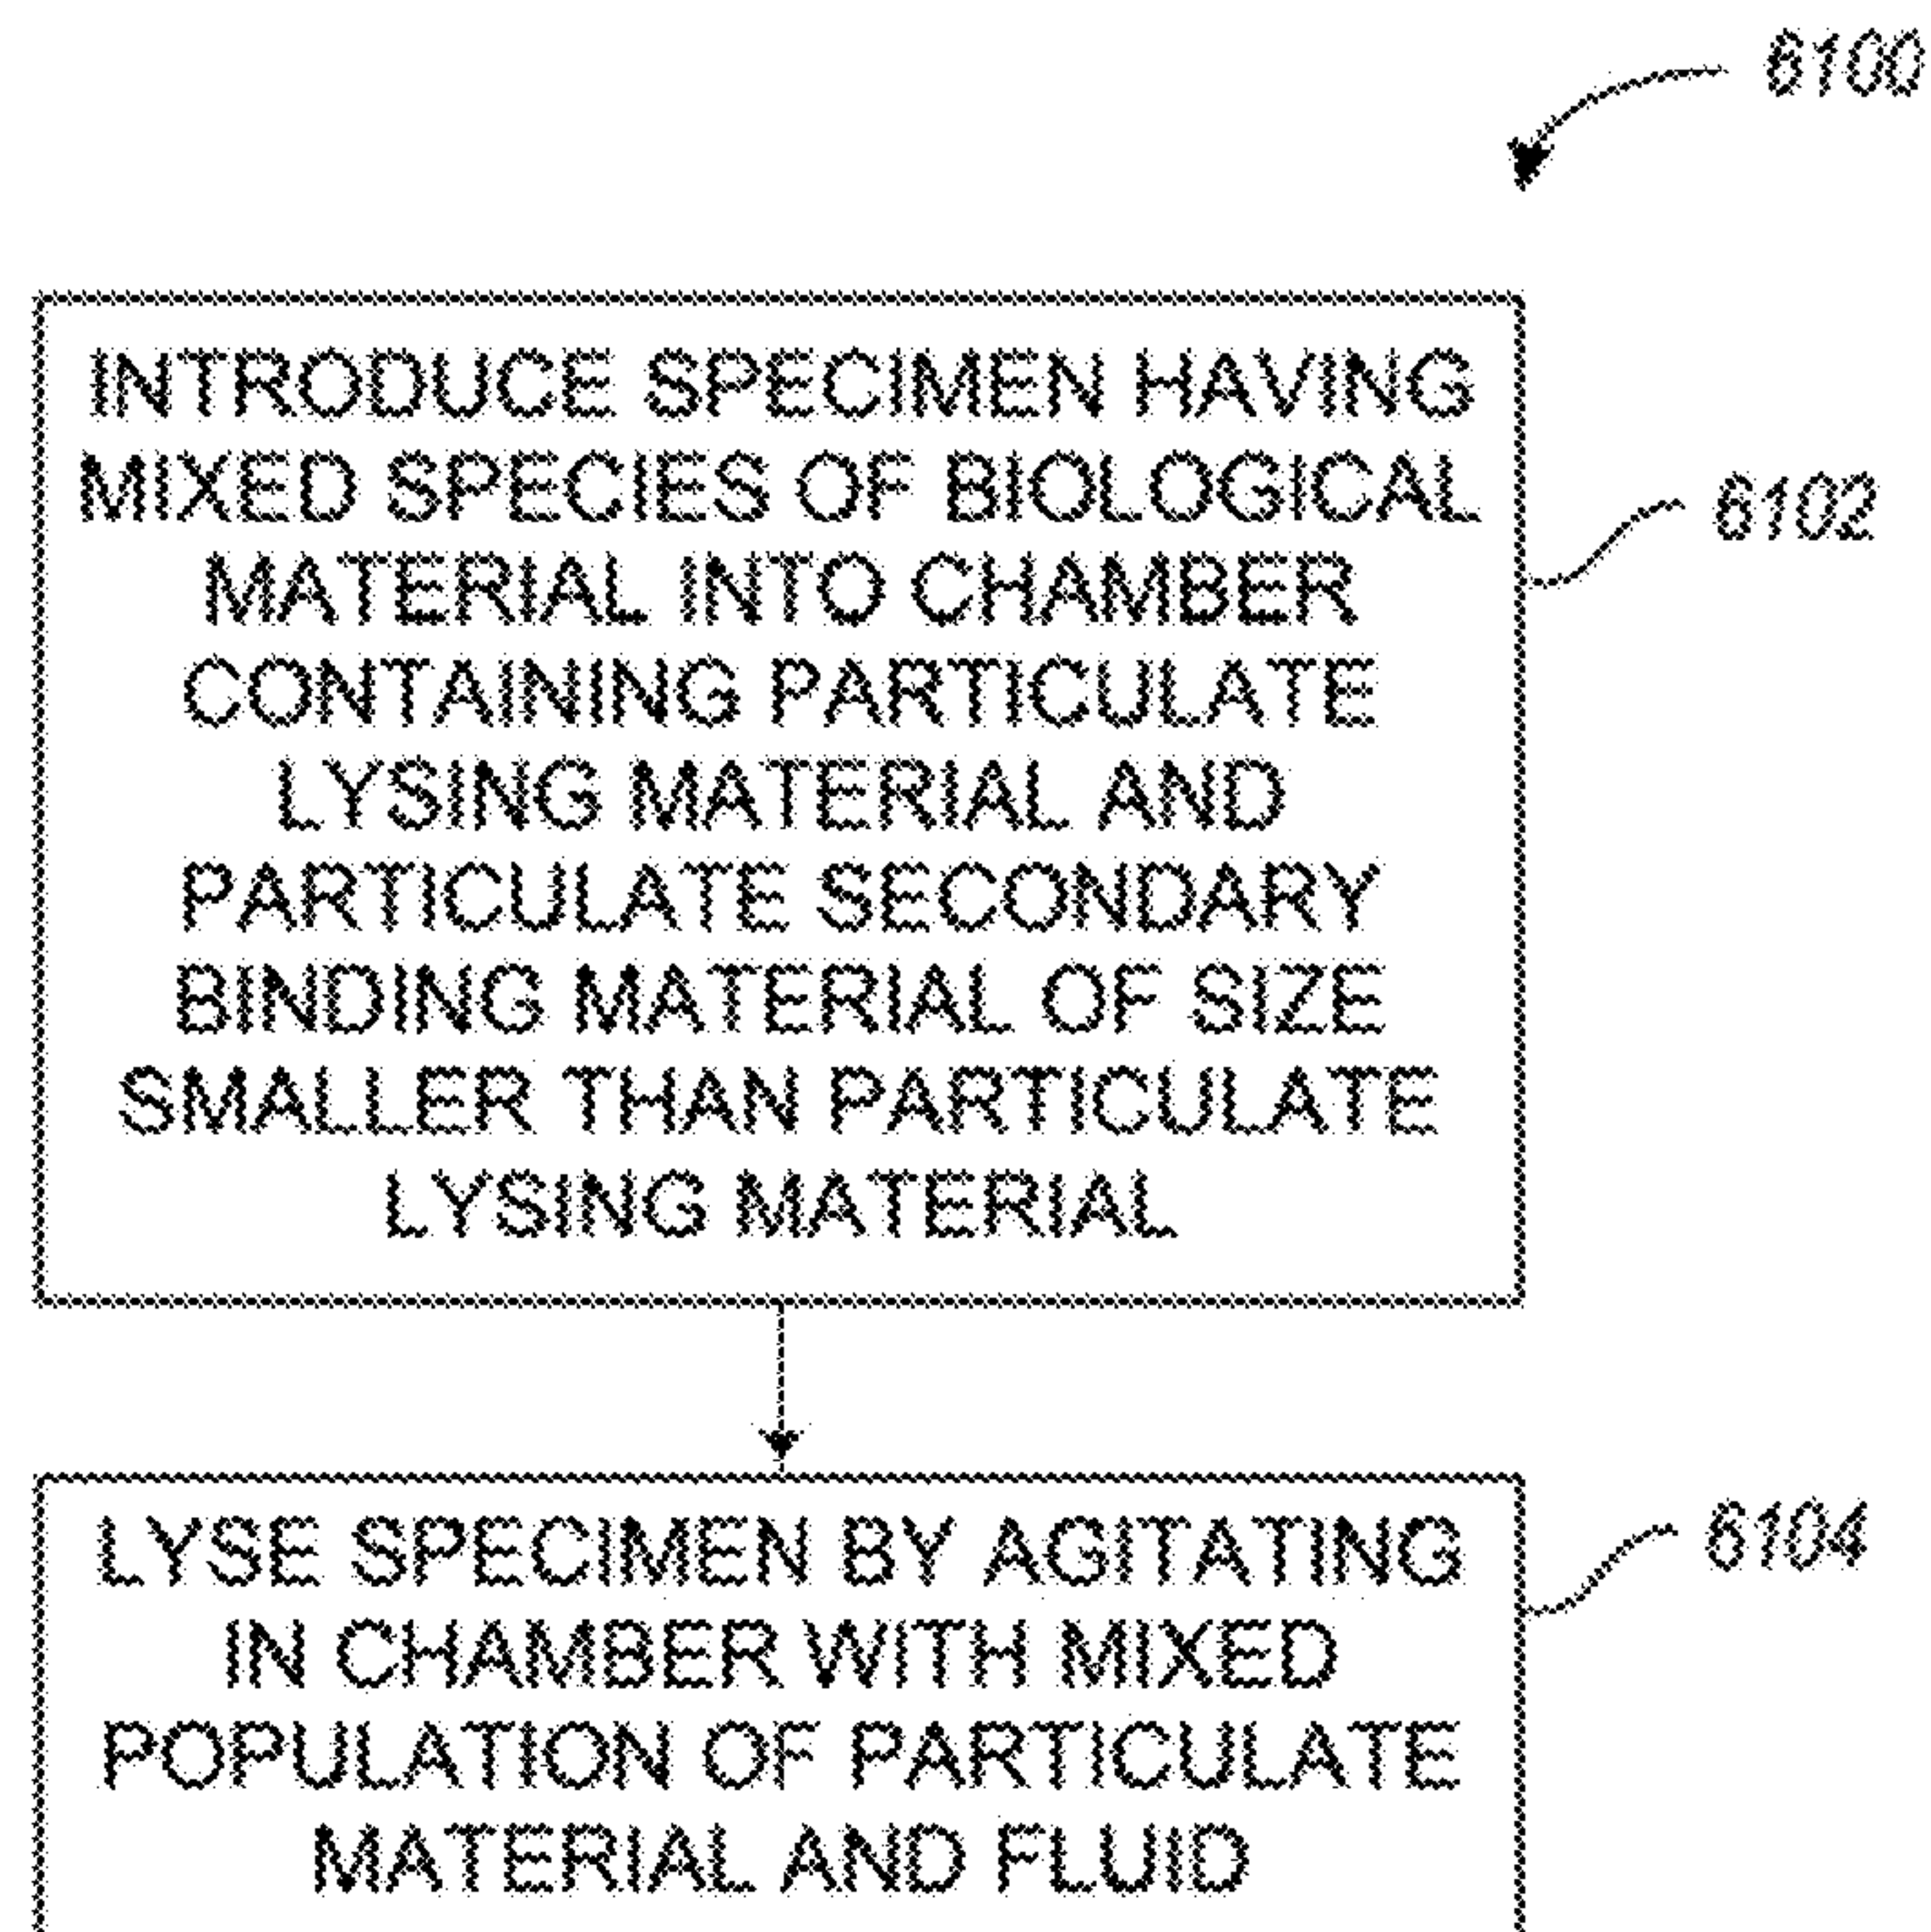 6100
INTRODUCE SPECIMEN HAVING
MIXED SPECIES OF BIOLOGICAL
MATERIAL INTO CHAMBER
CONTAINING PARTICULATE
LYSING MATERIAL AND
PARTICULATE SECONDARY
BINDING MATERIAL OF SIZE
SMALLER THAN PARTICULATE
LYSING MATERIAL
6102
LYSE SPECIMEN BY AGITATING
IN CHAMBER WITH MIXED
POPULATION OF PARTICULATE
MATERIAL AND FLUID
6104